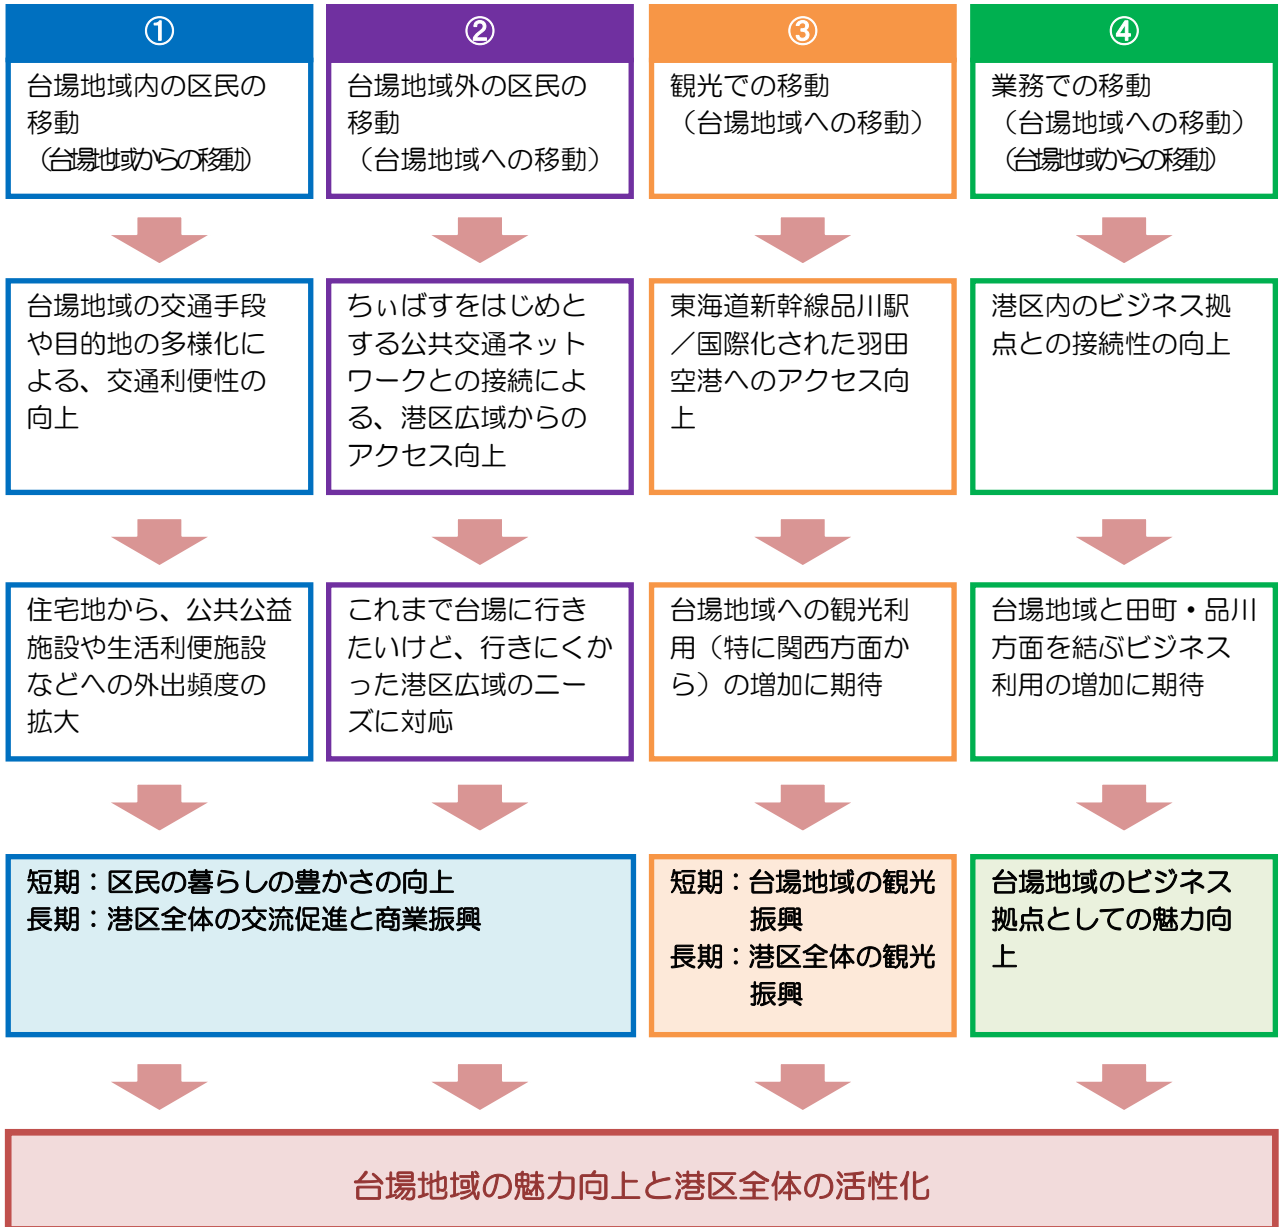 ①
台場地域内の区民の
移動
（台場地域からの移動）
台場地域の交通手段
や目的地の多様化に
よる、交通利便性の
向上
住宅地から、公共公益
施設や生活利便施設
などへの外出頻度の
拡大
②
台場地域外の区民の
移動
（台場地域への移動）
ちぃばすをはじめと
する公共交通ネット
ワークとの接続によ
る、港区広域からの
アクセス向上
これまで台場に行き
たいけど、行きにくか
った港区広域のニー
ズに対応
短期：区民の暮らしの豊かさの向上
長期：港区全体の交流促進と商業振興
③
観光での移動
（台場地域への移動）
東海道新幹線品川駅
／国際化された羽田
空港へのアクセス向
上
台場地域への観光利
用（特に関西方面か
ら）の増加に期待
短期：台場地域の観光
振興
長期：港区全体の観光
振興
④
業務での移動
（台場地域への移動）
（台場地域からの移動）
港区内のビジネス拠
点との接続性の向上
台場地域と田町・品川
方面を結ぶビジネス
利用の増加に期待
台場地域のビジネス
拠点としての魅力向
上
台場地域の魅力向上と港区全体の活性化